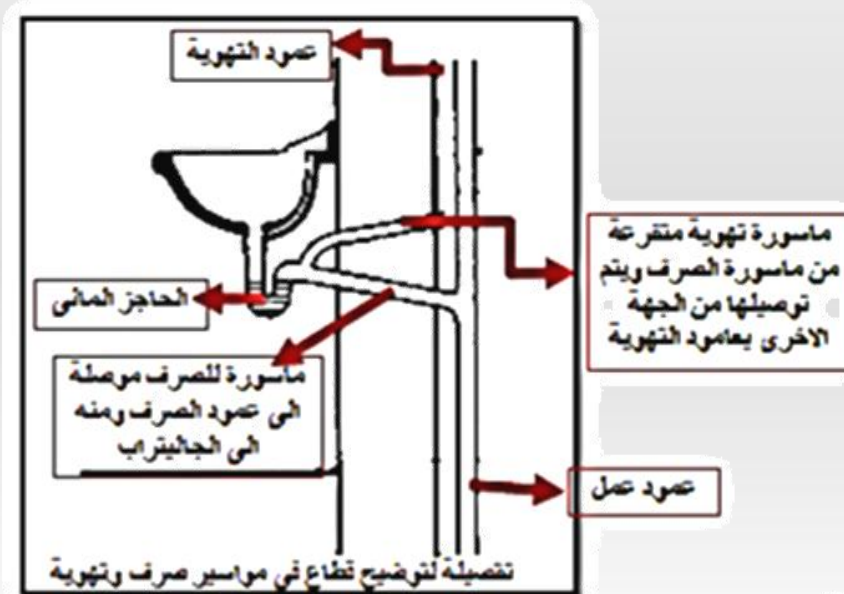 عمود التهوية
ماسورة تهوية متفرعة
من ماسورة الصرف ويتم
توصيلها من الجهة
الاخرى بعامود التهوية
الحاجز المائى
ماسورة للصرف موصلة
الى عمود الصرف ومنه
الى الجاليتراب
عمود عمل
تفصيلة لتوضيح قطاع في مواسير صرف وتهوية